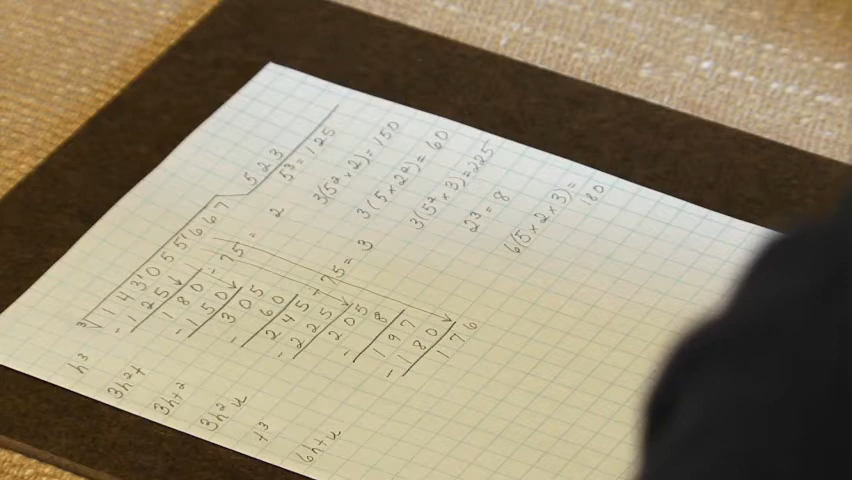 5 2 3
∛143'055'667 5³ = 125
h³ -125
180 ÷ 75 = 2
3h²t -150 3(5² × 2) = 150
305
3ht² - 60 3(5 × 2²) = 60
245 ÷ 75 = 3
3h²u -225 3(5² × 3) = 225
205
t³ - 8 2³ = 8
197
6htu -180 6(5 × 2 × 3) =
176 180